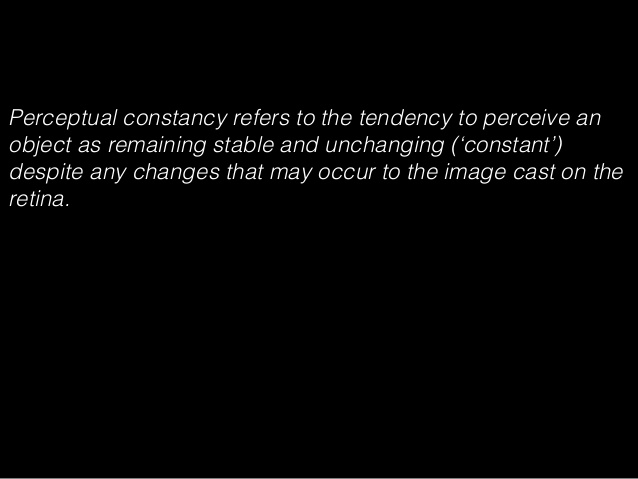 Perceptual constancy refers to the tendency to perceive an
object as remaining stable and unchanging (‘constant’)
despite any changes that may occur to the image cast on the
retina.